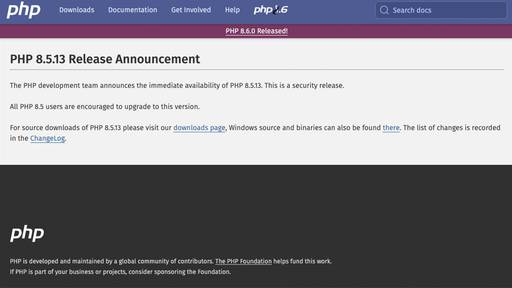 php Downloads Documentation Get Involved Help php 8.6 Search docs
PHP 8.6.0 Released!
PHP 8.5.13 Release Announcement
The PHP development team announces the immediate availability of PHP 8.5.13. This is a security release.
All PHP 8.5 users are encouraged to upgrade to this version.
For source downloads of PHP 8.5.13 please visit our downloads page, Windows source and binaries can also be found there. The list of changes is recorded
in the ChangeLog.
php
PHP is developed and maintained by a global community of contributors. The PHP Foundation helps fund this work.
If PHP is part of your business or projects, consider sponsoring the Foundation.